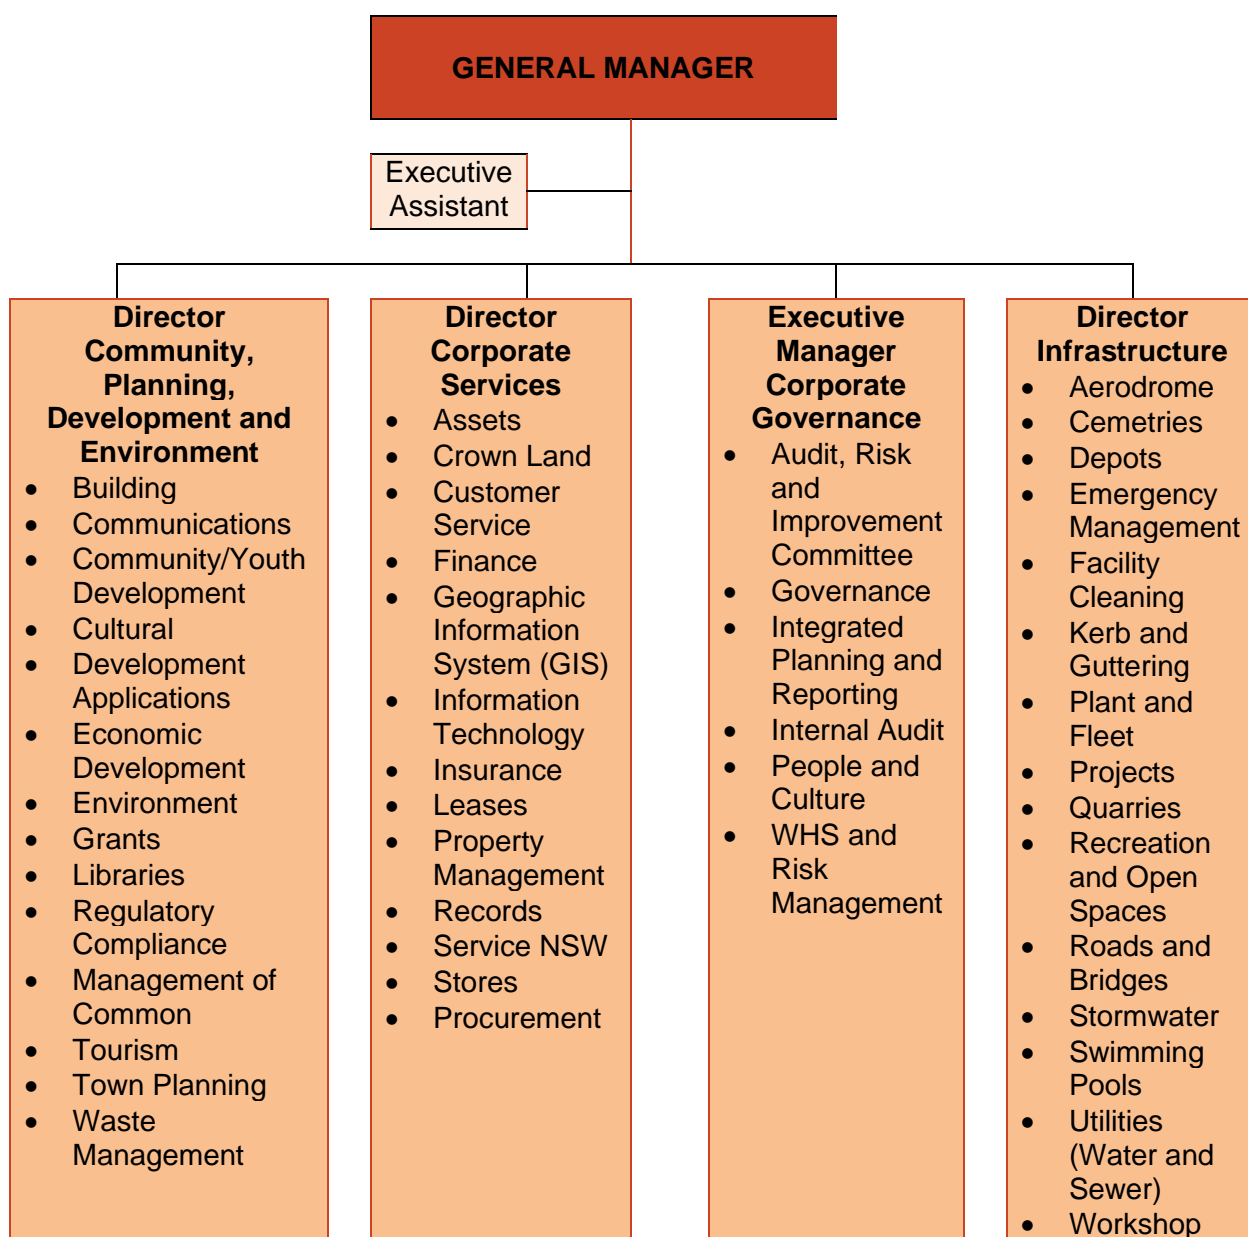 GENERAL MANAGER
Executive
Assistant
Director
Community,
Planning,
Development and
Environment
• Building
• Communications
• Community/Youth
Development
• Cultural
• Development
Applications
• Economic
Development
• Environment
• Grants
• Libraries
• Regulatory
Compliance
• Management of
Common
• Tourism
• Town Planning
• Waste
Management
Director
Corporate
Services
• Assets
• Crown Land
• Customer
Service
• Finance
• Geographic
Information
System (GIS)
• Information
Technology
• Insurance
• Leases
• Property
Management
• Records
• Service NSW
• Stores
• Procurement
Executive
Manager
Corporate
Governance
• Audit, Risk
and
Improvement
Committee
• Governance
• Integrated
Planning and
Reporting
• Internal Audit
• People and
Culture
• WHS and
Risk
Management
Director
Infrastructure
• Aerodrome
• Cemetries
• Depots
• Emergency
Management
• Facility
Cleaning
• Kerb and
Guttering
• Plant and
Fleet
• Projects
• Quarries
• Recreation
and Open
Spaces
• Roads and
Bridges
• Stormwater
• Swimming
Pools
• Utilities
(Water and
Sewer)
• Workshop